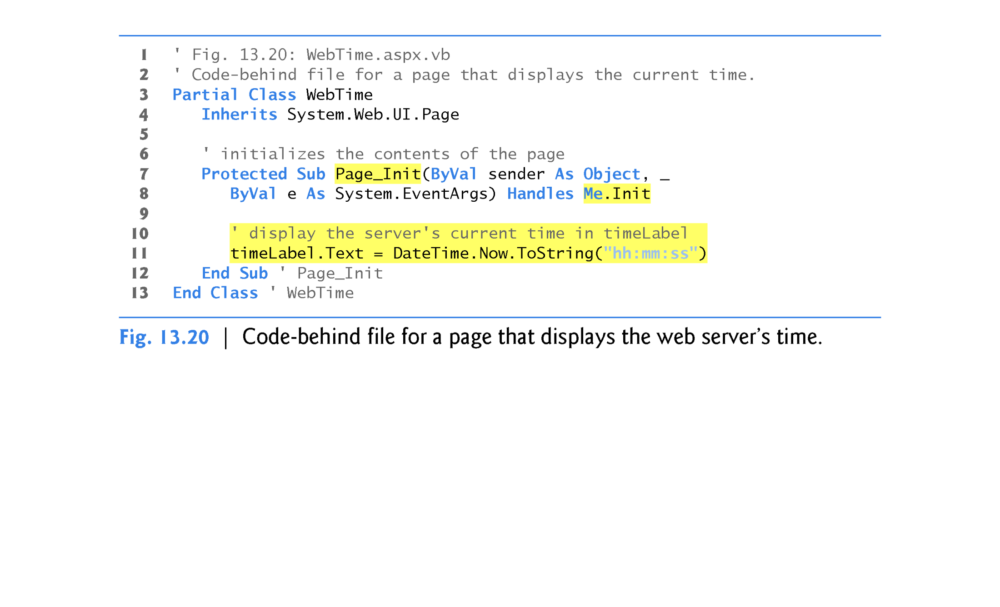 1 ' Fig. 13.20: WebTime.aspx.vb
2 ' Code-behind file for a page that displays the current time.
3 Partial Class WebTime
4 Inherits System.Web.UI.Page
5
6 ' initializes the contents of the page
7 Protected Sub Page_Init(ByVal sender As Object, _
8 ByVal e As System.EventArgs) Handles Me.Init
9
10 ' display the server's current time in timeLabel
11 timeLabel.Text = DateTime.Now.ToString("hh:mm:ss")
12 End Sub ' Page_Init
13 End Class ' WebTime
Fig. 13.20 | Code-behind file for a page that displays the web server’s time.